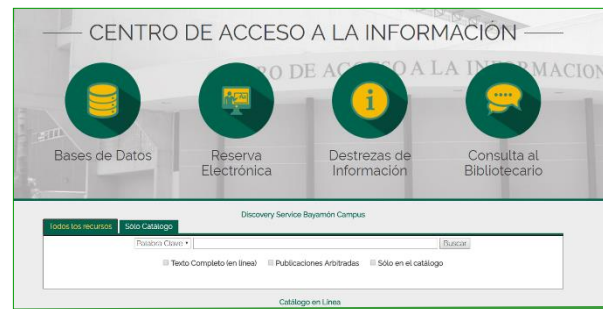 CENTRO DE ACCESO A LA INFORMACIÓN
Bases de Datos
Reserva
Electrónica
Destrezas de
Información
Consulta al
Bibliotecario
Discovery Service Bayamón Campus
Todos los recursos
Sólo Catálogo
Palabra Clave
Buscar
Texto Completo (en línea)
Publicaciones Arbitradas
Sólo en el catálogo
Catálogo en Línea